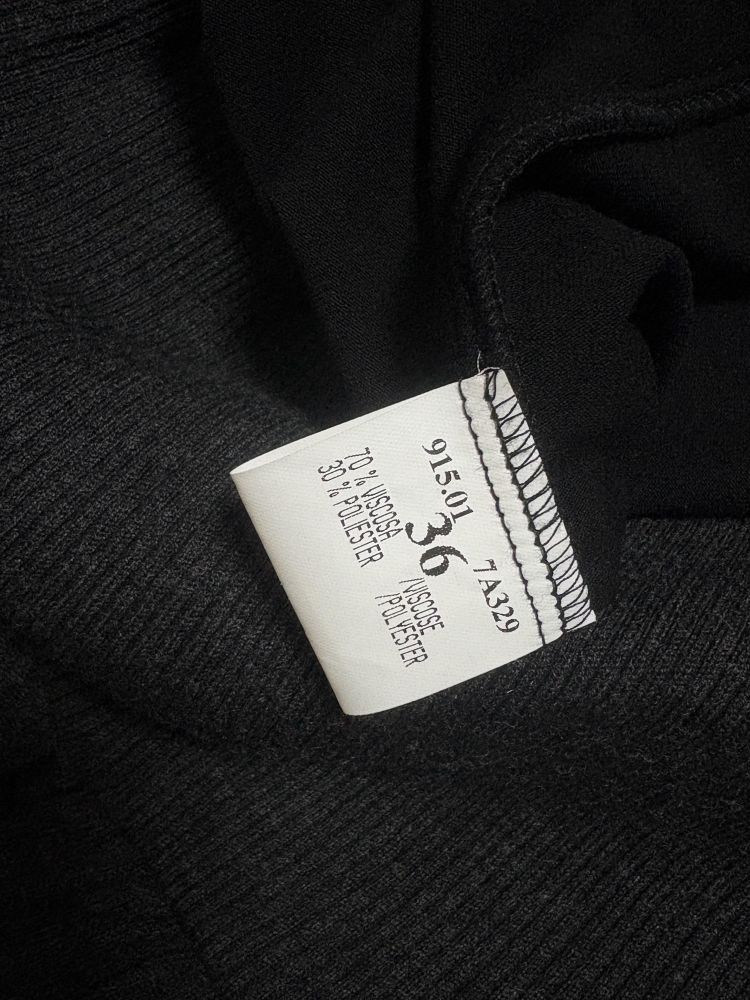 7A329
915.01
36
70 % VISCOSA /VISCOSE
30 % POLIESTER /POLYESTER